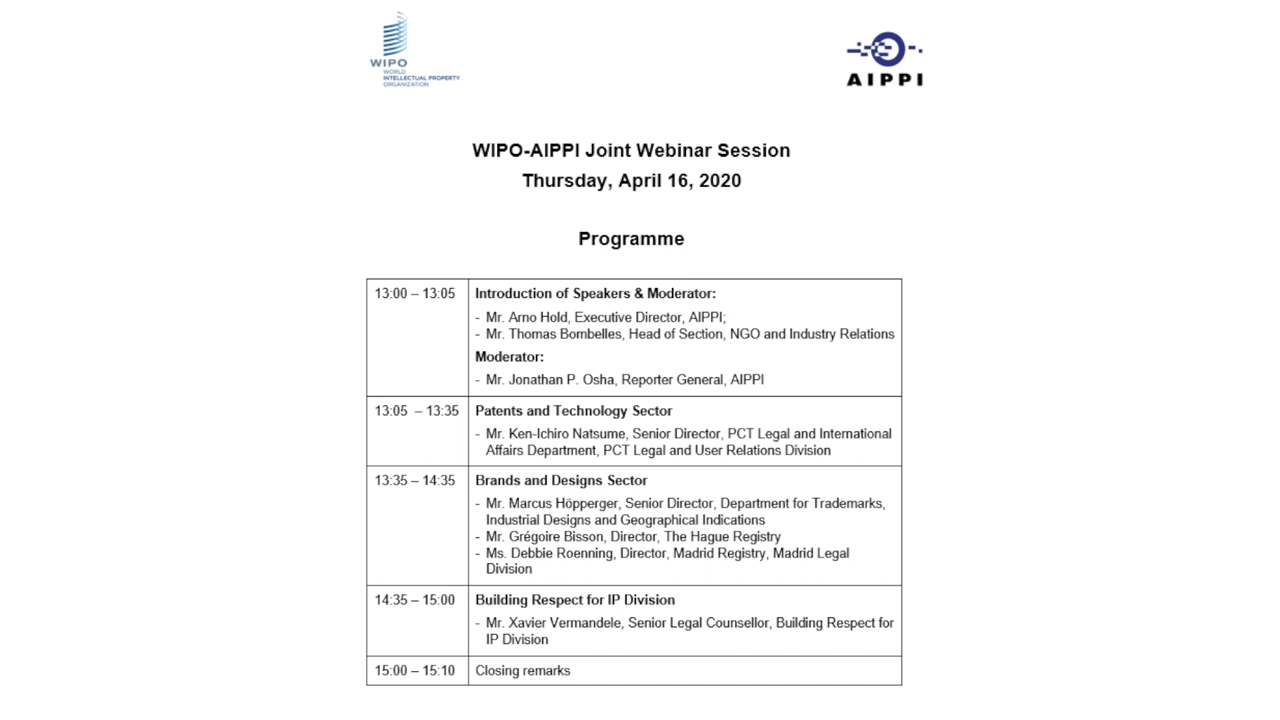 WIPO
WORLD
INTELLECTUAL PROPERTY
ORGANIZATION
AIPPI
WIPO-AIPPI Joint Webinar Session
Thursday, April 16, 2020
Programme
13:00 – 13:05
Introduction of Speakers & Moderator:
- Mr. Arno Hold, Executive Director, AIPPI;
- Mr. Thomas Bombelles, Head of Section, NGO and Industry Relations
Moderator:
- Mr. Jonathan P. Osha, Reporter General, AIPPI
13:05 – 13:35
Patents and Technology Sector
- Mr. Ken-Ichiro Natsume, Senior Director, PCT Legal and International
Affairs Department, PCT Legal and User Relations Division
13:35 – 14:35
Brands and Designs Sector
- Mr. Marcus Höpperger, Senior Director, Department for Trademarks,
Industrial Designs and Geographical Indications
- Mr. Grégoire Bisson, Director, The Hague Registry
- Ms. Debbie Roenning, Director, Madrid Registry, Madrid Legal
Division
14:35 – 15:00
Building Respect for IP Division
- Mr. Xavier Vermandele, Senior Legal Counsellor, Building Respect for
IP Division
15:00 – 15:10
Closing remarks